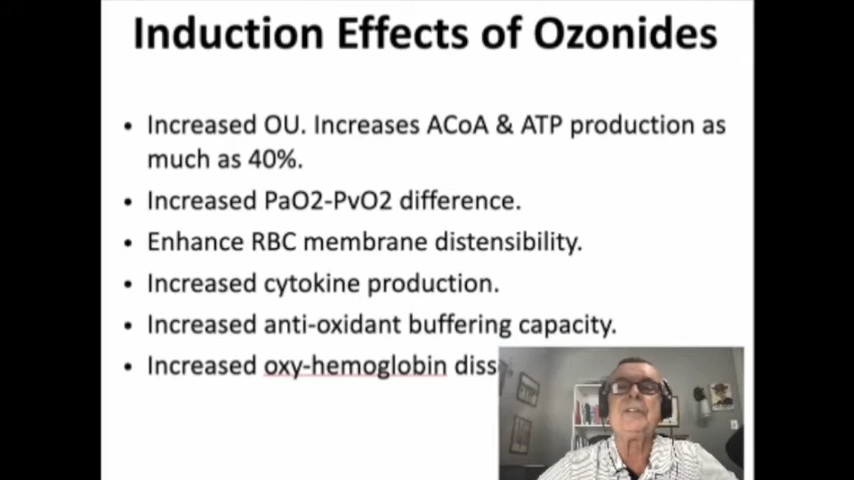 Induction Effects of Ozonides
• Increased OU. Increases ACoA & ATP production as
much as 40%.
• Increased PaO2-PvO2 difference.
• Enhance RBC membrane distensibility.
• Increased cytokine production.
• Increased anti-oxidant buffering capacity.
• Increased oxy-hemoglobin